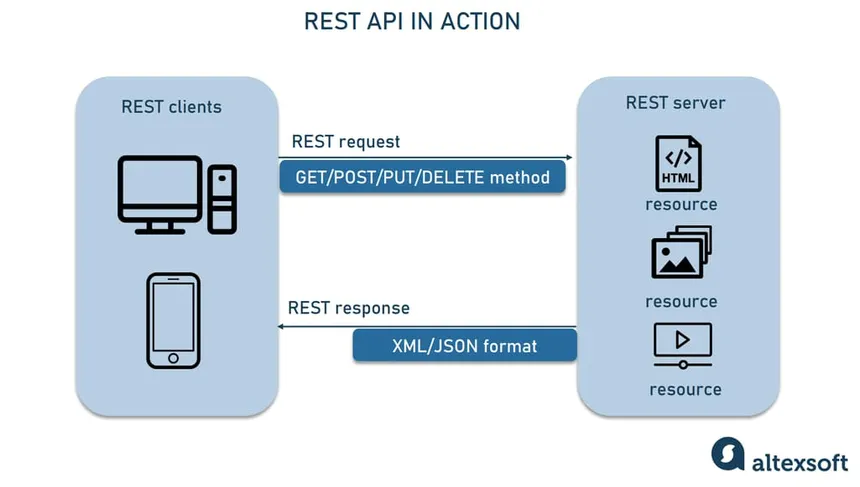 REST API IN ACTION
REST clients
REST request
GET/POST/PUT/DELETE method
REST response
XML/JSON format
REST server
</>
HTML
resource
resource
resource
altexsoft